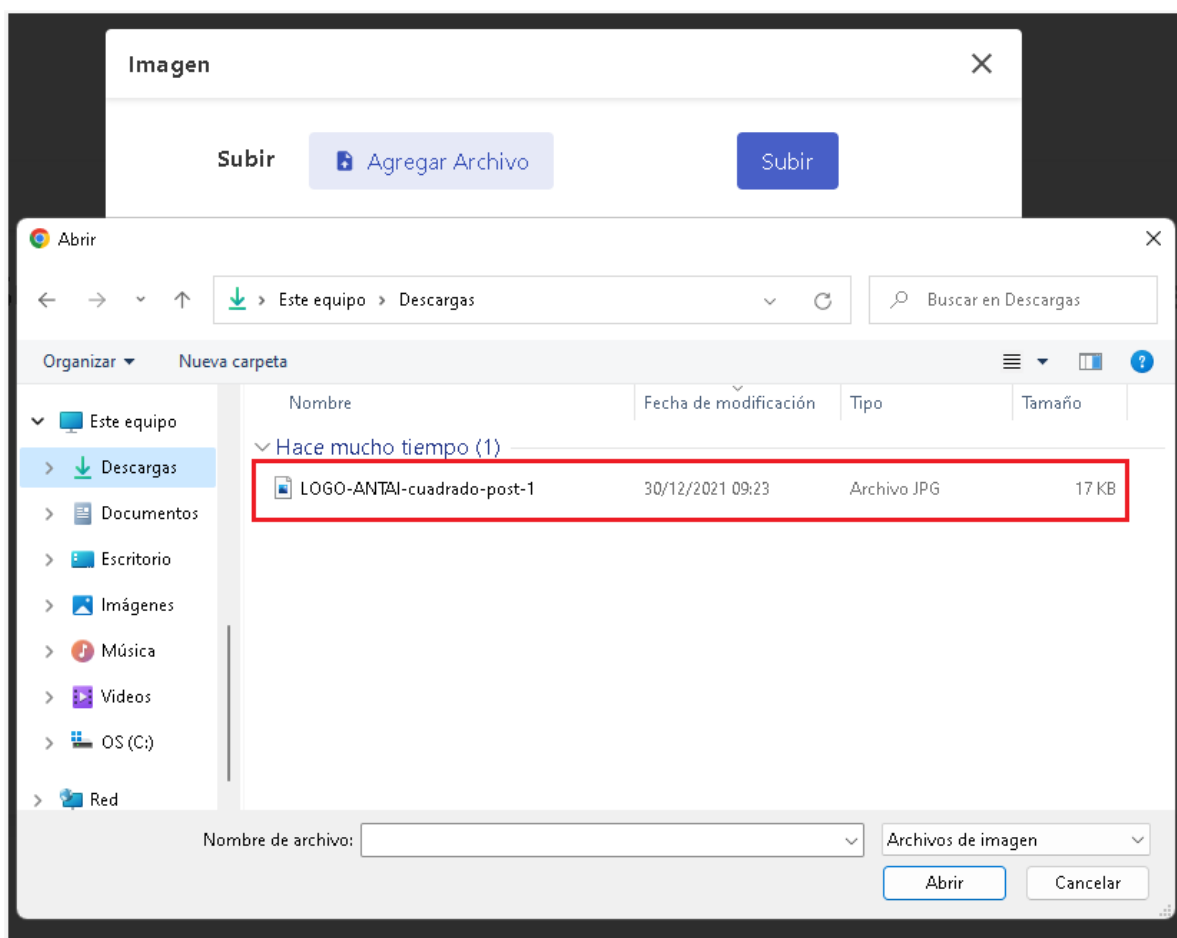 Imagen
Subir Agregar Archivo Subir
Abrir
Este equipo > Descargas Buscar en Descargas
Organizar Nueva carpeta
Nombre Fecha de modificación Tipo Tamaño
Este equipo
Hace mucho tiempo (1)
Descargas
LOGO-ANTAI-cuadrado-post-1 30/12/2021 09:23 Archivo JPG 17 KB
Documentos
Escritorio
Imágenes
Música
Videos
OS (C:)
Red
Nombre de archivo: Archivos de imagen
Abrir Cancelar